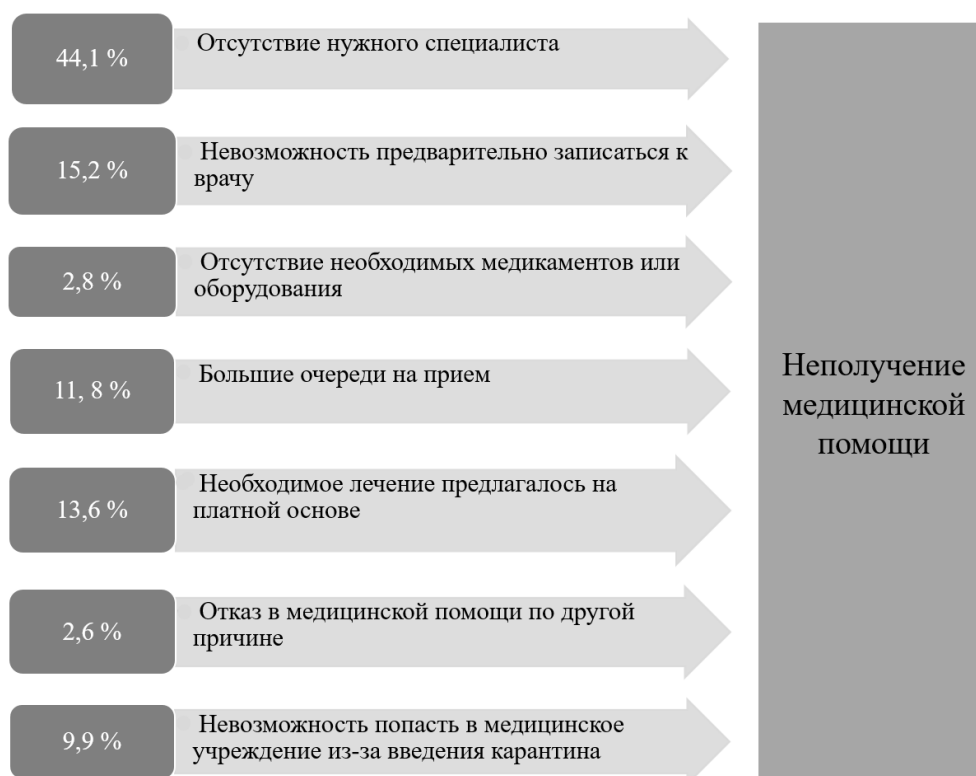 44,1 %
Отсутствие нужного специалиста
15,2 %
Невозможность предварительно записаться к
врачу
2,8 %
Отсутствие необходимых медикаментов или
оборудования
11, 8 %
Большие очереди на прием
13,6 %
Необходимое лечение предлагалось на
платной основе
2,6 %
Отказ в медицинской помощи по другой
причине
9,9 %
Невозможность попасть в медицинское
учреждение из-за введения карантина
Неполучение
медицинской
помощи